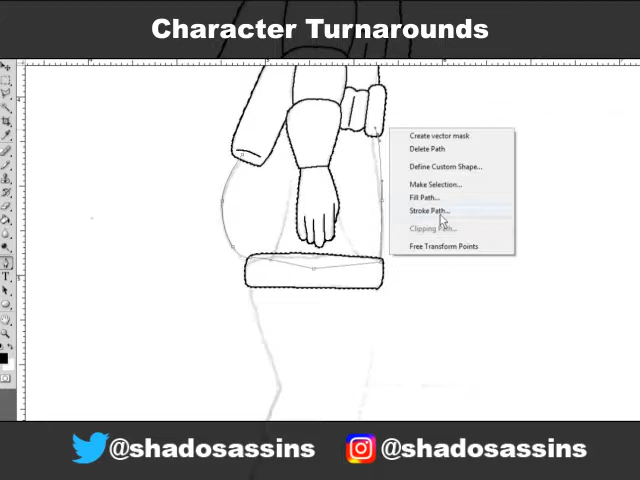 Character Turnarounds
Create vector mask
Delete Path
Define Custom Shape...
Make Selection...
Fill Path...
Stroke Path...
Clipping Path...
Free Transform Points
@shadosassins @shadosassins